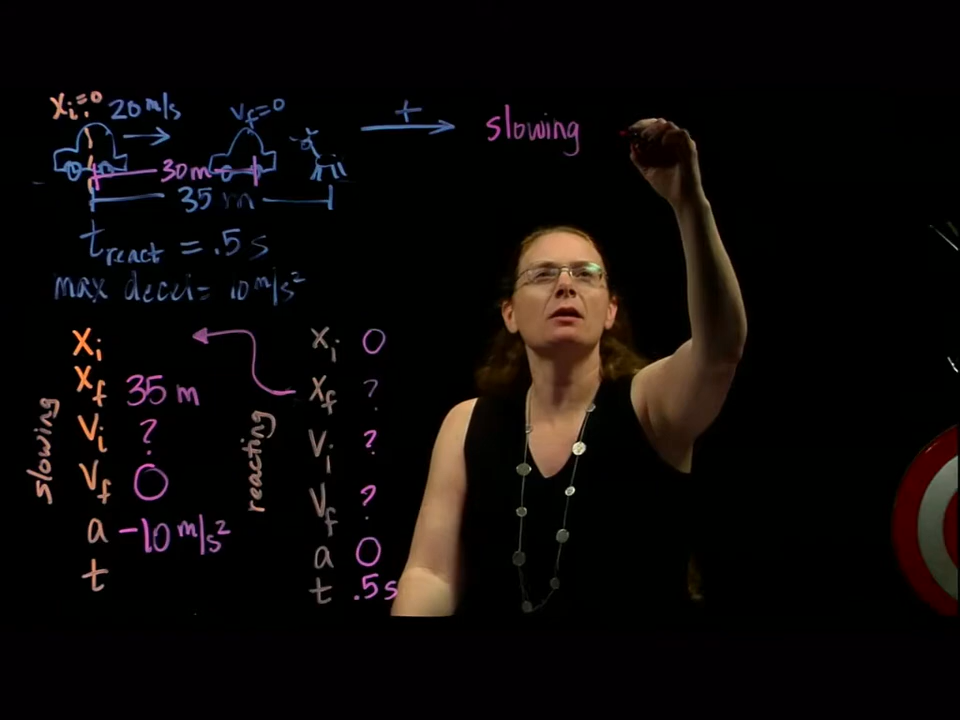 xi=0 20 m/s vf=0
+ slowing
30m
35 m
treact = .5 s
max decel = 10 m/s²
slowing
xi
xf 35 m
vi ?
vf 0
a -10 m/s²
t
reacting
xi 0
xf ?
vi ?
vf ?
a 0
t .5 s